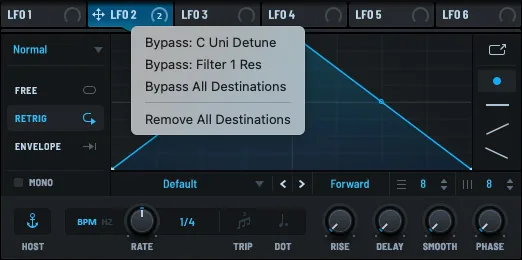 LFO 1
LFO 2
2
LFO 3
LFO 4
LFO 5
LFO 6
Normal
Bypass: C Uni Detune
Bypass: Filter 1 Res
Bypass All Destinations
Remove All Destinations
FREE
RETRIG
ENVELOPE
MONO
Default
Forward
8
8
BPM HZ
1/4
HOST
RATE
TRIP
DOT
RISE
DELAY
SMOOTH
PHASE